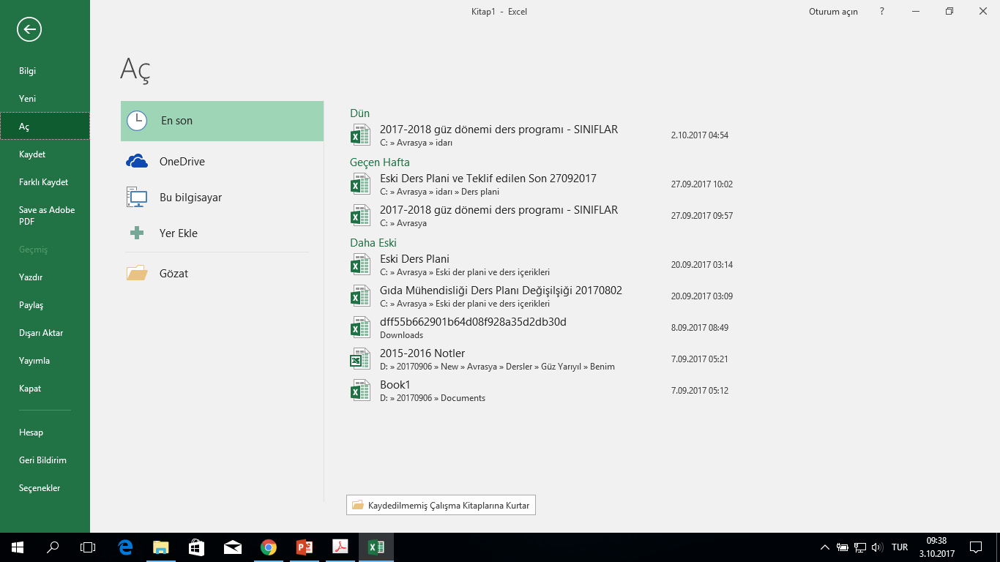 Kitap1 - Excel
Oturum açın
?
Bilgi
Yeni
Aç
Kaydet
Farklı Kaydet
Save as Adobe
PDF
Geçmiş
Yazdır
Paylaş
Dışarı Aktar
Yayımla
Kapat
Hesap
Geri Bildirim
Seçenekler
Aç
En son
OneDrive
Bu bilgisayar
Yer Ekle
Gözat
Dün
2017-2018 güz dönemi ders programı - SINIFLAR
C: » Avrasya » idarı
2.10.2017 04:54
Geçen Hafta
Eski Ders Plani ve Teklif edilen Son 27092017
C: » Avrasya » idarı » Ders plani
27.09.2017 10:02
2017-2018 güz dönemi ders programı - SINIFLAR
C: » Avrasya
27.09.2017 09:57
Daha Eski
Eski Ders Plani
C: » Avrasya » Eski der plani ve ders içerikleri
20.09.2017 03:14
Gıda Mühendisliği Ders Planı Değişilşiği 20170802
C: » Avrasya » Eski der plani ve ders içerikleri
20.09.2017 03:09
dff55b662901b64d08f928a35d2db30d
Downloads
8.09.2017 08:49
2015-2016 Notler
D: » 20170906 » New » Avrasya » Dersler » Güz Yarıyıl » Benim
7.09.2017 05:21
Book1
D: » 20170906 » Documents
7.09.2017 05:12
Kaydedilmemiş Çalışma Kitaplarına Kurtar
TUR
09:38
3.10.2017